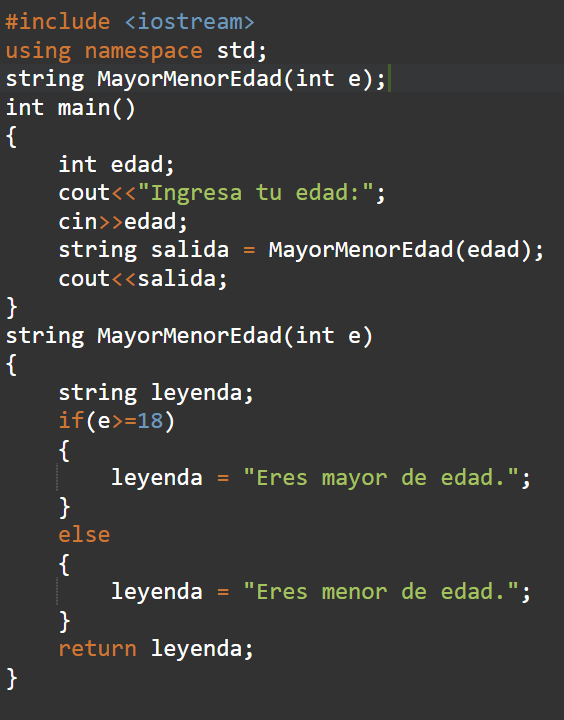 #include <iostream>
using namespace std;
string MayorMenorEdad(int e);
int main()
{
    int edad;
    cout<<"Ingresa tu edad:";
    cin>>edad;
    string salida = MayorMenorEdad(edad);
    cout<<salida;
}
string MayorMenorEdad(int e)
{
    string leyenda;
    if(e>=18)
    {
        leyenda = "Eres mayor de edad.";
    }
    else
    {
        leyenda = "Eres menor de edad.";
    }
    return leyenda;
}